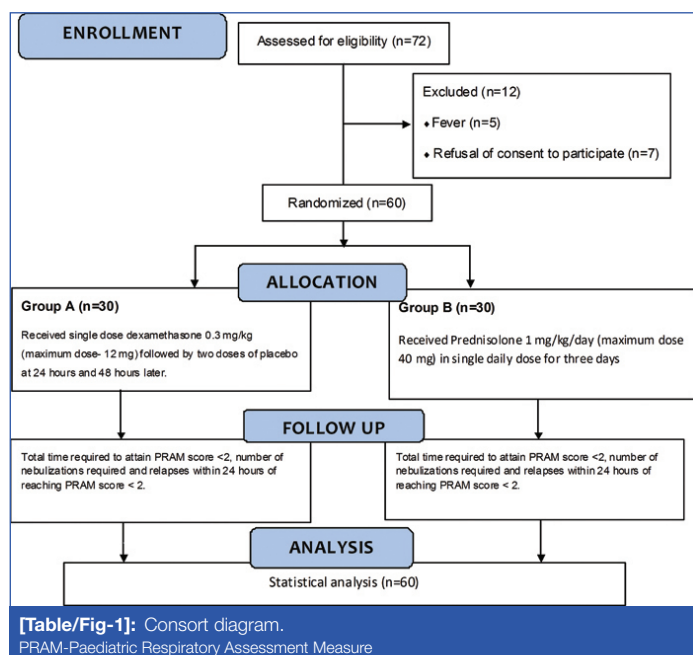 ENROLLMENT
Assessed for eligibility (n=72)
Excluded (n=12)
♦ Fever (n=5)
♦ Refusal of consent to participate (n=7)
Randomized (n=60)
ALLOCATION
Group A (n=30)
Received single dose dexamethasone 0.3 mg/kg
(maximum dose- 12 mg) followed by two doses of placebo
at 24 hours and 48 hours later.
Group B (n=30)
Received Prednisolone 1 mg/kg/day (maximum dose
40 mg) in single daily dose for three days
FOLLOW UP
Total time required to attain PRAM score <2, number of
nebulizations required and relapses within 24 hours of
reaching PRAM score < 2.
Total time required to attain PRAM score <2, number of
nebulizations required and relapses within 24 hours of
reaching PRAM score < 2.
ANALYSIS
Statistical analysis (n=60)
[Table/Fig-1]: Consort diagram.
PRAM-Paediatric Respiratory Assessment Measure